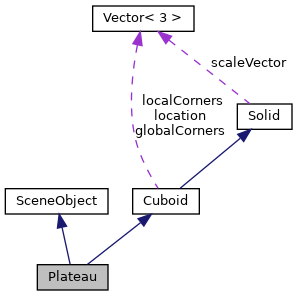 Vector< 3 >
scaleVector
localCorners
location
globalCorners
Solid
SceneObject
Cuboid
Plateau